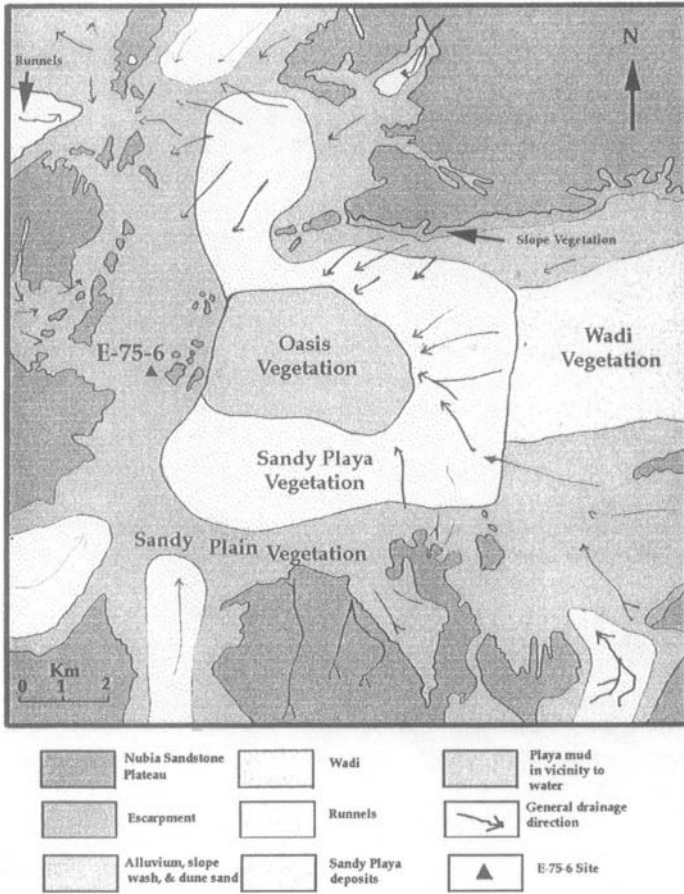 Runnels
N
Slope Vegetation
Wadi
Vegetation
Oasis
Vegetation
E-75-6
Sandy Playa
Vegetation
Sandy Plain Vegetation
Km
0 1 2
Nubia Sandstone
Plateau
Wadi
Playa mud
in vicinity to
water
Escarpment
Runnels
General drainage
direction
Alluvium, slope
wash, & dune sand
Sandy Playa
deposits
E-75-6 Site